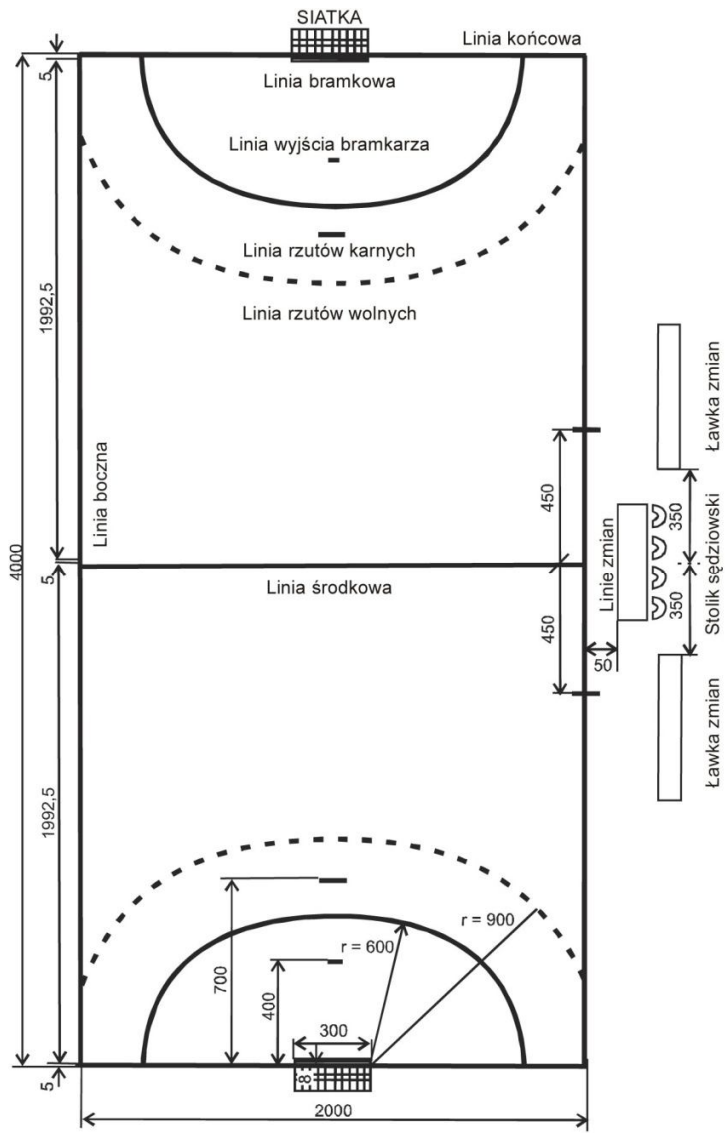 SIATKA
Linia końcowa
5
Linia bramkowa
Linia wyjścia bramkarza
Linia rzutów karnych
Linia rzutów wolnych
1992,5
Linia boczna
4000
5
Linia środkowa
450
450
Linie zmian
50
350
350
Ławka zmian
Stolik sędziowski
Ławka zmian
1992,5
r = 900
r = 600
700
400
300
8
5
2000